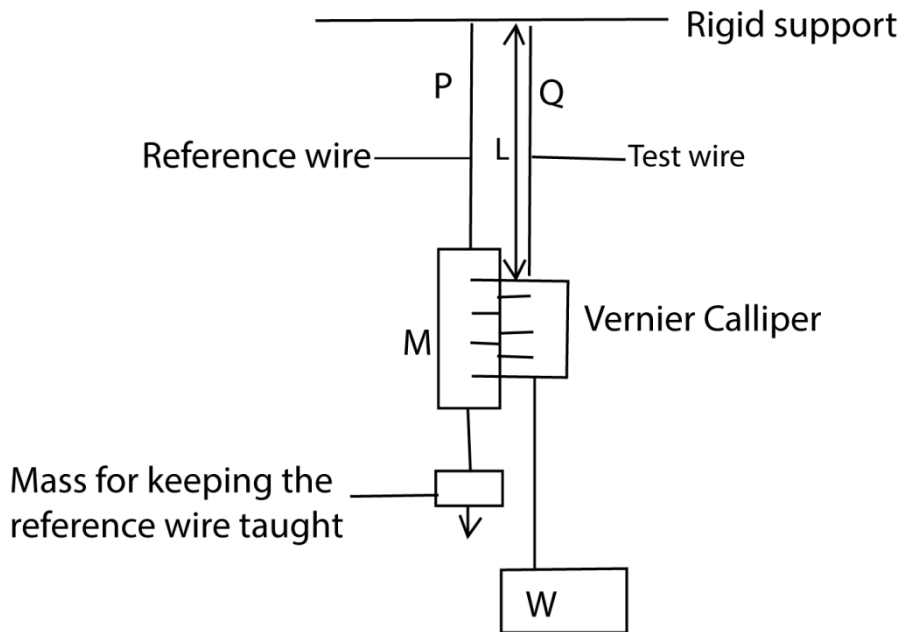 Rigid support
P
Q
Reference wire
L
Test wire
Vernier Calliper
M
Mass for keeping the
reference wire taught
W